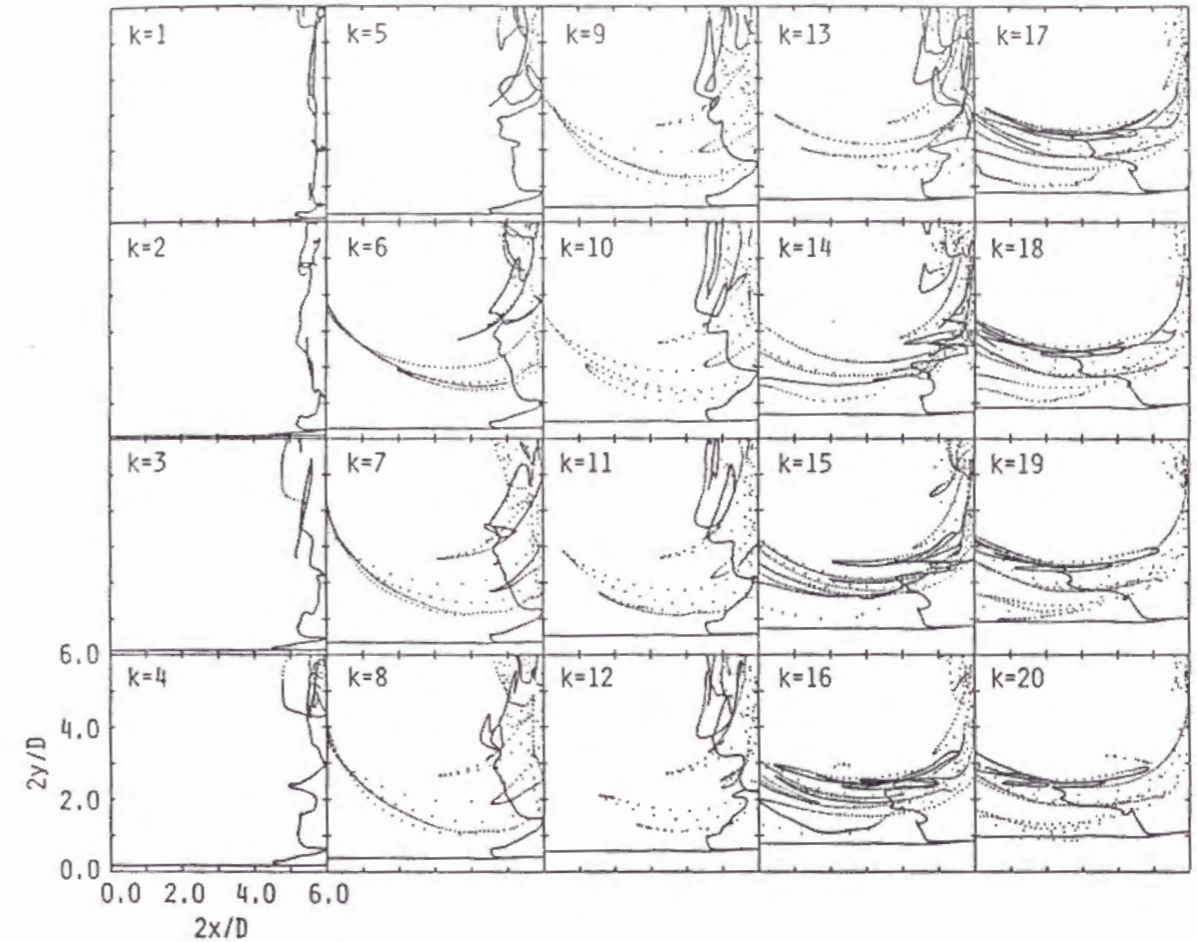 k=1 k=5 k=9 k=13 k=17
k=2 k=6 k=10 k=14 k=18
k=3 k=7 k=11 k=15 k=19
6.0
k=4 k=8 k=12 k=16 k=20
4.0
2y/D
2.0
0.0
0.0 2.0 4.0 6.0
2x/D